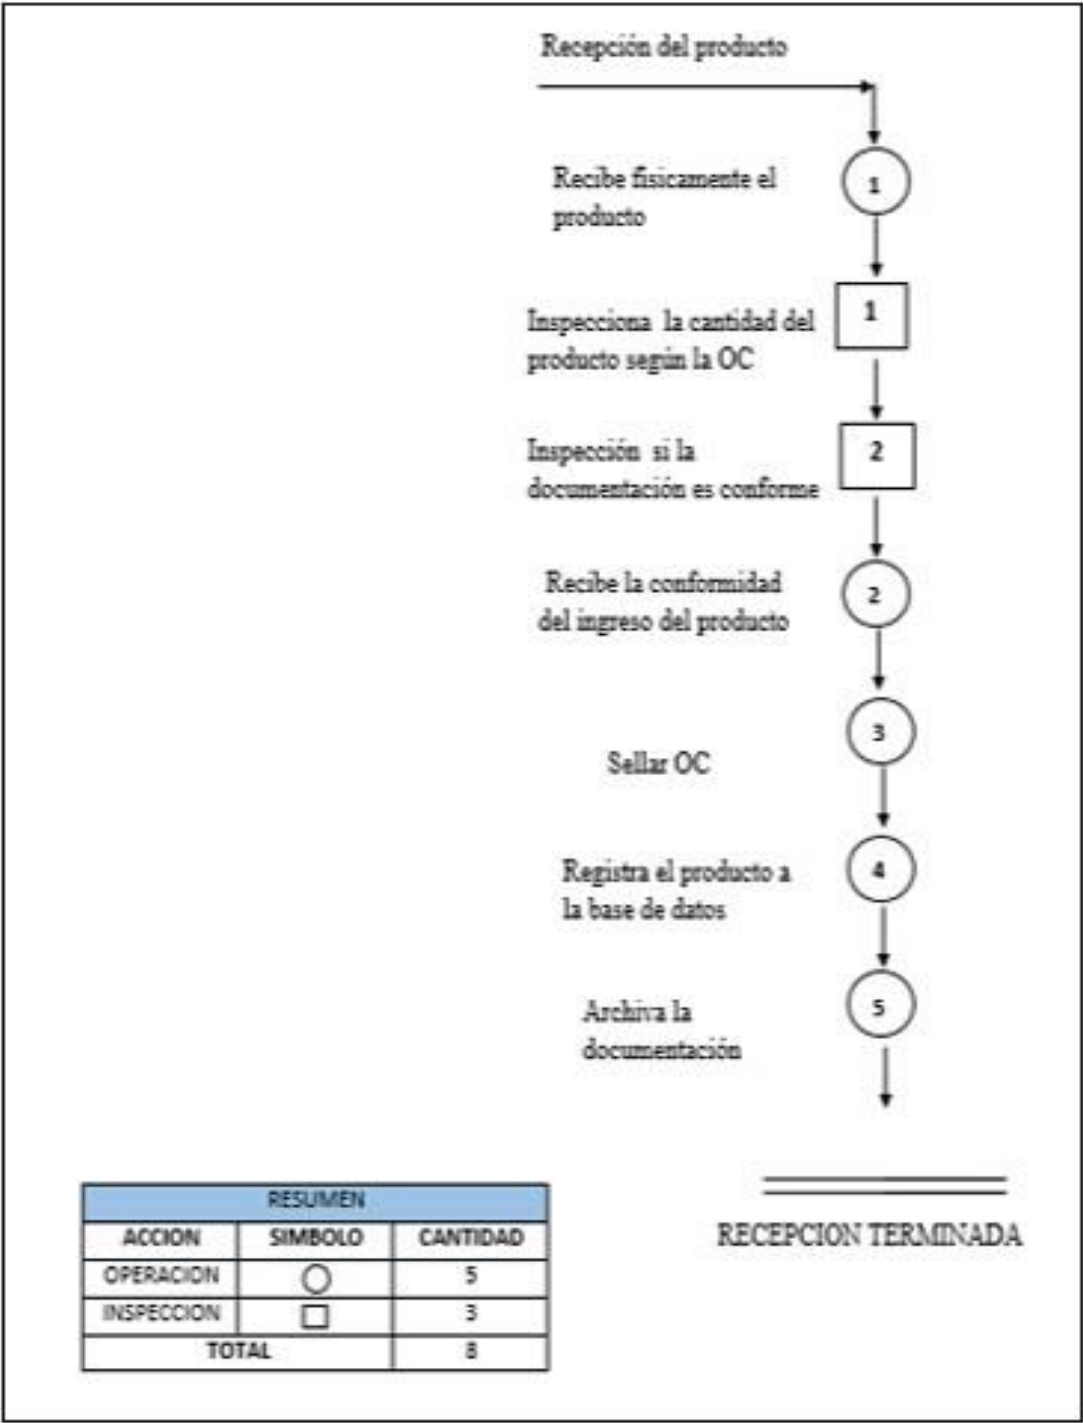 Recepción del producto
1
Recibe fisicamente el
producto
1
Inspecciona la cantidad del
producto según la OC
2
Inspección si la
documentación es conforme
2
Recibe la conformidad
del ingreso del producto
3
Sellar OC
4
Registra el producto a
la base de datos
5
Archiva la
documentación
RECEPCION TERMINADA
RESUMEN
ACCION SIMBOLO CANTIDAD
OPERACION 5
INSPECCION 3
TOTAL 8